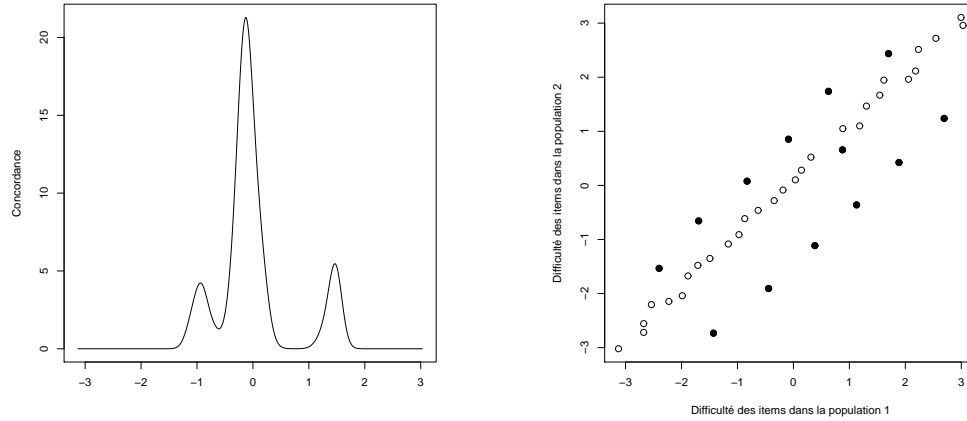 Concordance
20
15
10
5
0
−3 −2 −1 0 1 2 3
Difficulté des items dans la population 2
3
2
1
0
−1
−2
−3
−3 −2 −1 0 1 2 3
Difficulté des items dans la population 1